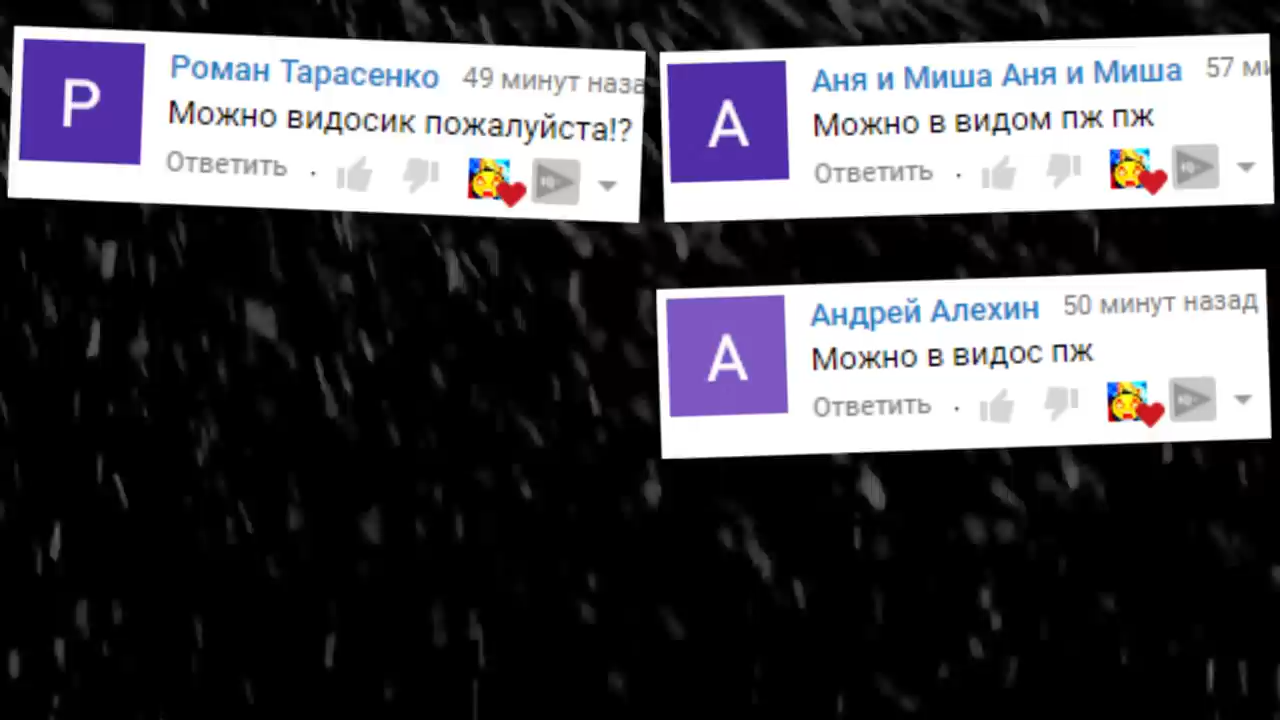 Р
Роман Тарасенко 49 минут наза
Можно видосик пожалуйста!?
Ответить
А
Аня и Миша Аня и Миша 57 ми
Можно в видом пж пж
Ответить
А
Андрей Алехин 50 минут назад
Можно в видос пж
Ответить